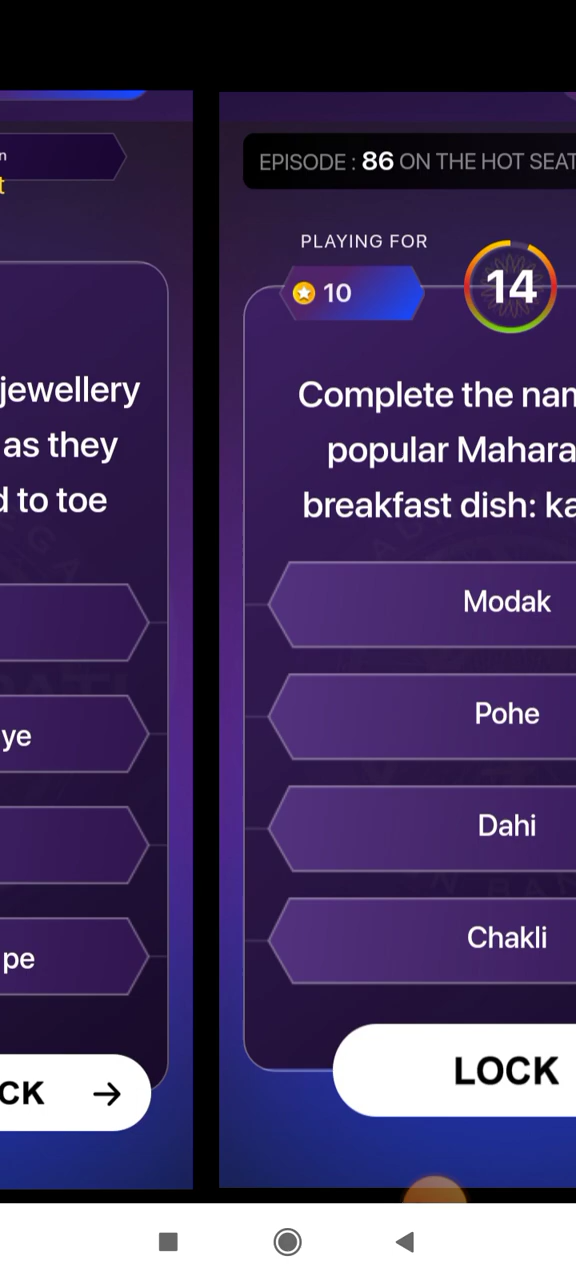 n
t
jewellery
as they
d to toe
ye
pe
CK
EPISODE : 86 ON THE HOT SEAT
PLAYING FOR
10
14
Complete the nam
popular Mahara
breakfast dish: ka
Modak
Pohe
Dahi
Chakli
LOCK